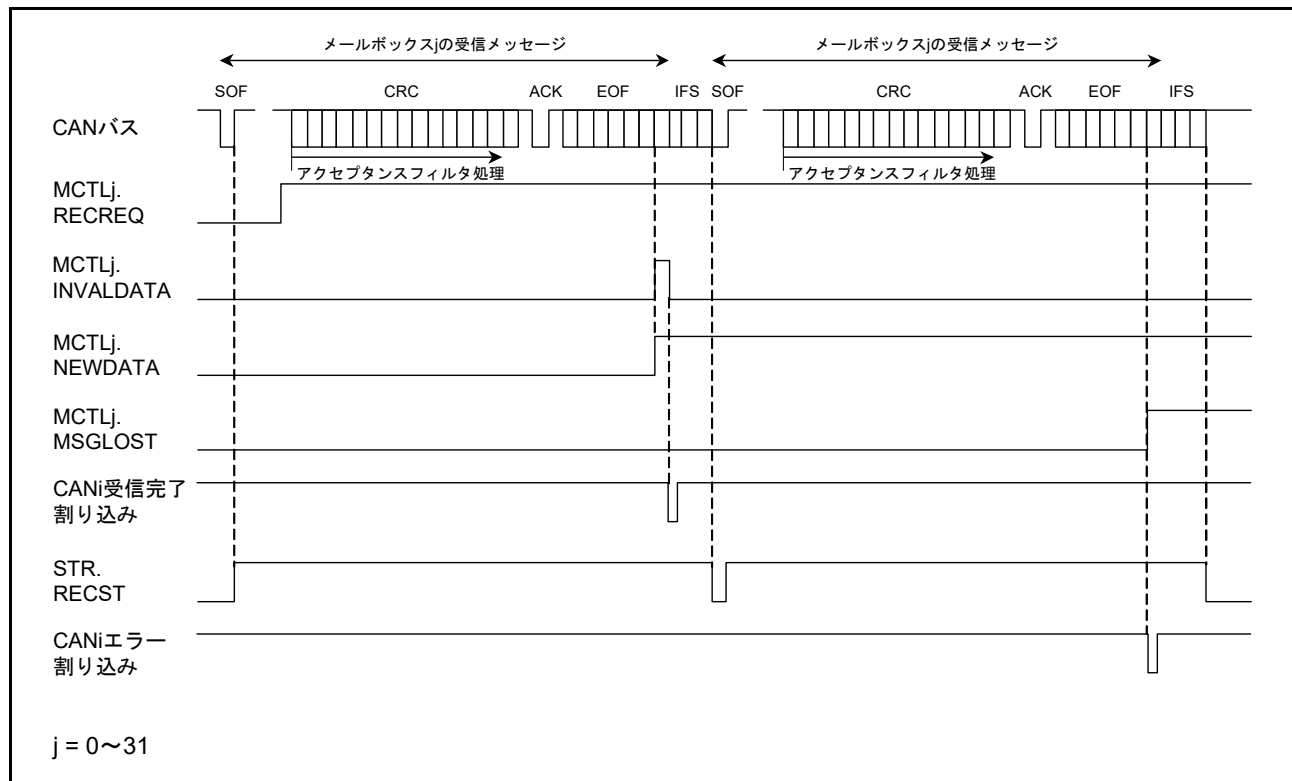 メールボックスjの受信メッセージ メールボックスjの受信メッセージ
SOF CRC ACK EOF IFS SOF CRC ACK EOF IFS
CANバス
アクセプタンスフィルタ処理 アクセプタンスフィルタ処理
MCTLj.
RECREQ
MCTLj.
INVALDATA
MCTLj.
NEWDATA
MCTLj.
MSGLOST
CANi受信完了
割り込み
STR.
RECST
CANiエラー
割り込み
j = 0～31